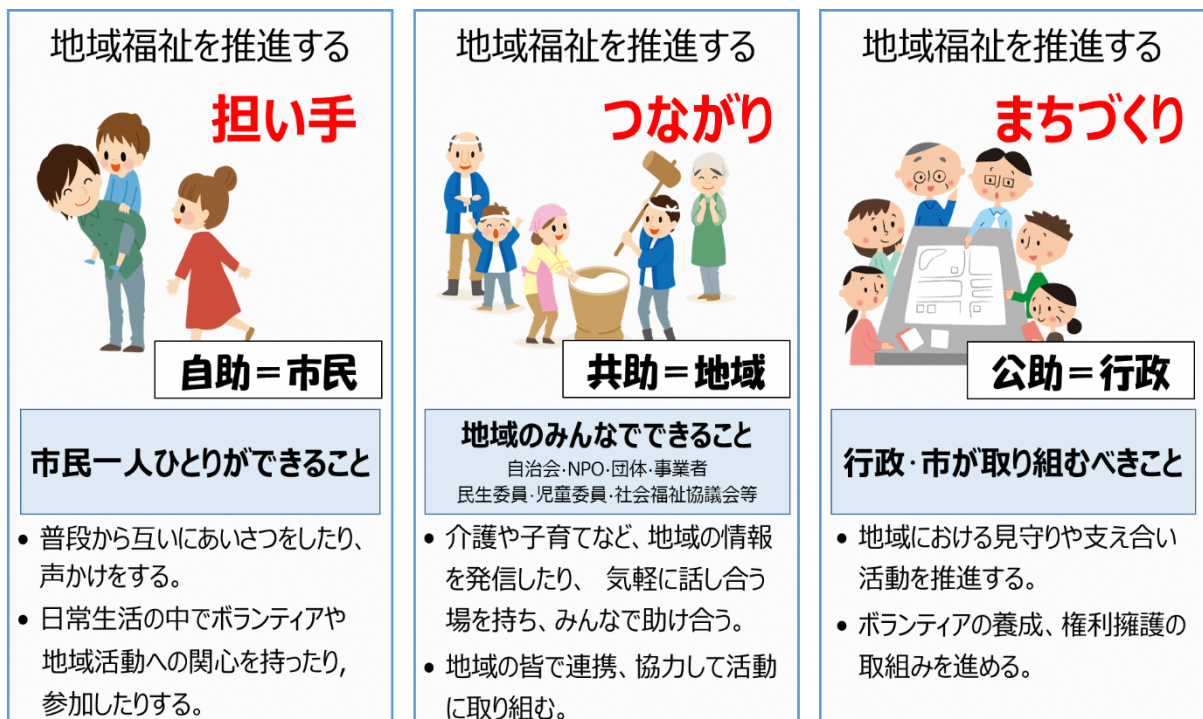 地域福祉を推進する
担い手
自助=市民
市民一人ひとりができること
• 普段から互いにあいさつをしたり、
声かけをする。
• 日常生活の中でボランティアや
地域活動への関心を持ったり,
参加したりする。
地域福祉を推進する
つながり
共助=地域
地域のみんなでできること
自治会・NPO・団体・事業者
民生委員・児童委員・社会福祉協議会等
• 介護や子育てなど、地域の情報
を発信したり、 気軽に話し合う
場を持ち、みんなで助け合う。
• 地域の皆で連携、協力して活動
に取り組む。
地域福祉を推進する
まちづくり
公助=行政
行政・市が取り組むべきこと
• 地域における見守りや支え合い
活動を推進する。
• ボランティアの養成、権利擁護の
取組みを進める。